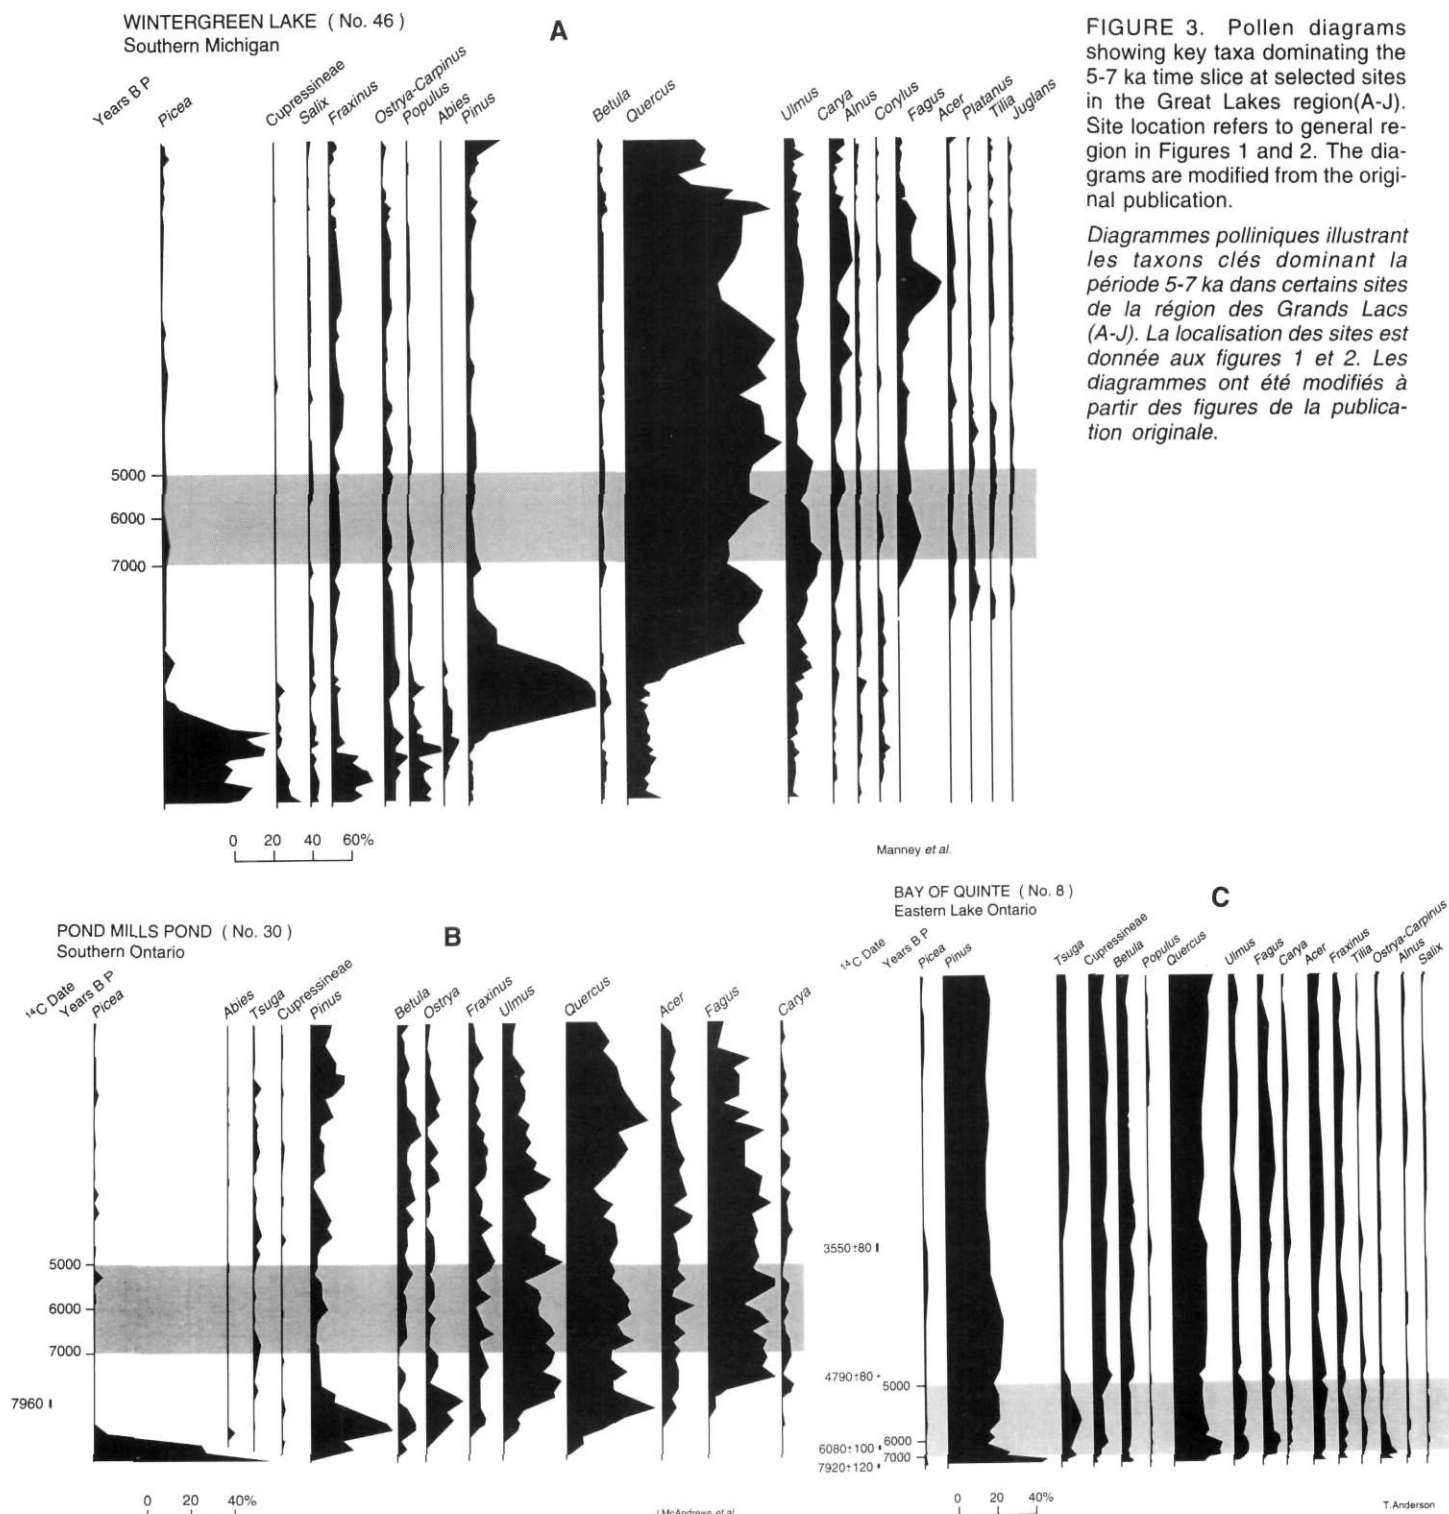 WINTERGREEN LAKE ( No. 46)
Southern Michigan
A
Years B P
Picea
Cupressineae
Salix
Fraxinus
Ostrya-Carpinus
Populus
Abies
Pinus
Betula
Quercus
Ulmus
Carya
Alnus
Corylus
Fagus
Acer
Platanus
Tilia
Juglans
5000
6000
7000
0 20 40 60%
Manney et al.
FIGURE 3. Pollen diagrams
showing key taxa dominating the
5-7 ka time slice at selected sites
in the Great Lakes region(A-J).
Site location refers to general re-
gion in Figures 1 and 2. The dia-
grams are modified from the origi-
nal publication.
Diagrammes polliniques illustrant
les taxons clés dominant la
période 5-7 ka dans certains sites
de la région des Grands Lacs
(A-J). La localisation des sites est
donnée aux figures 1 et 2. Les
diagrammes ont été modifiés à
partir des figures de la publica-
tion originale.
POND MILLS POND ( No. 30 )
Southern Ontario
B
14C Date
Years B P
Picea
Abies
Tsuga
Cupressineae
Pinus
Betula
Ostrya
Fraxinus
Ulmus
Quercus
Acer
Fagus
Carya
5000
6000
7000
7960
0 20 40%
J.McAndrews et al.
BAY OF QUINTE ( No. 8 )
Eastern Lake Ontario
C
14C Date
Years B P
Picea
Pinus
Tsuga
Cupressineae
Betula
Populus
Quercus
Ulmus
Fagus
Carya
Acer
Fraxinus
Tilia
Ostrya-Carpinus
Alnus
Salix
3550±80
4790±80
5000
6000
6080±100
7000
7920±120
0 20 40%
T.Anderson